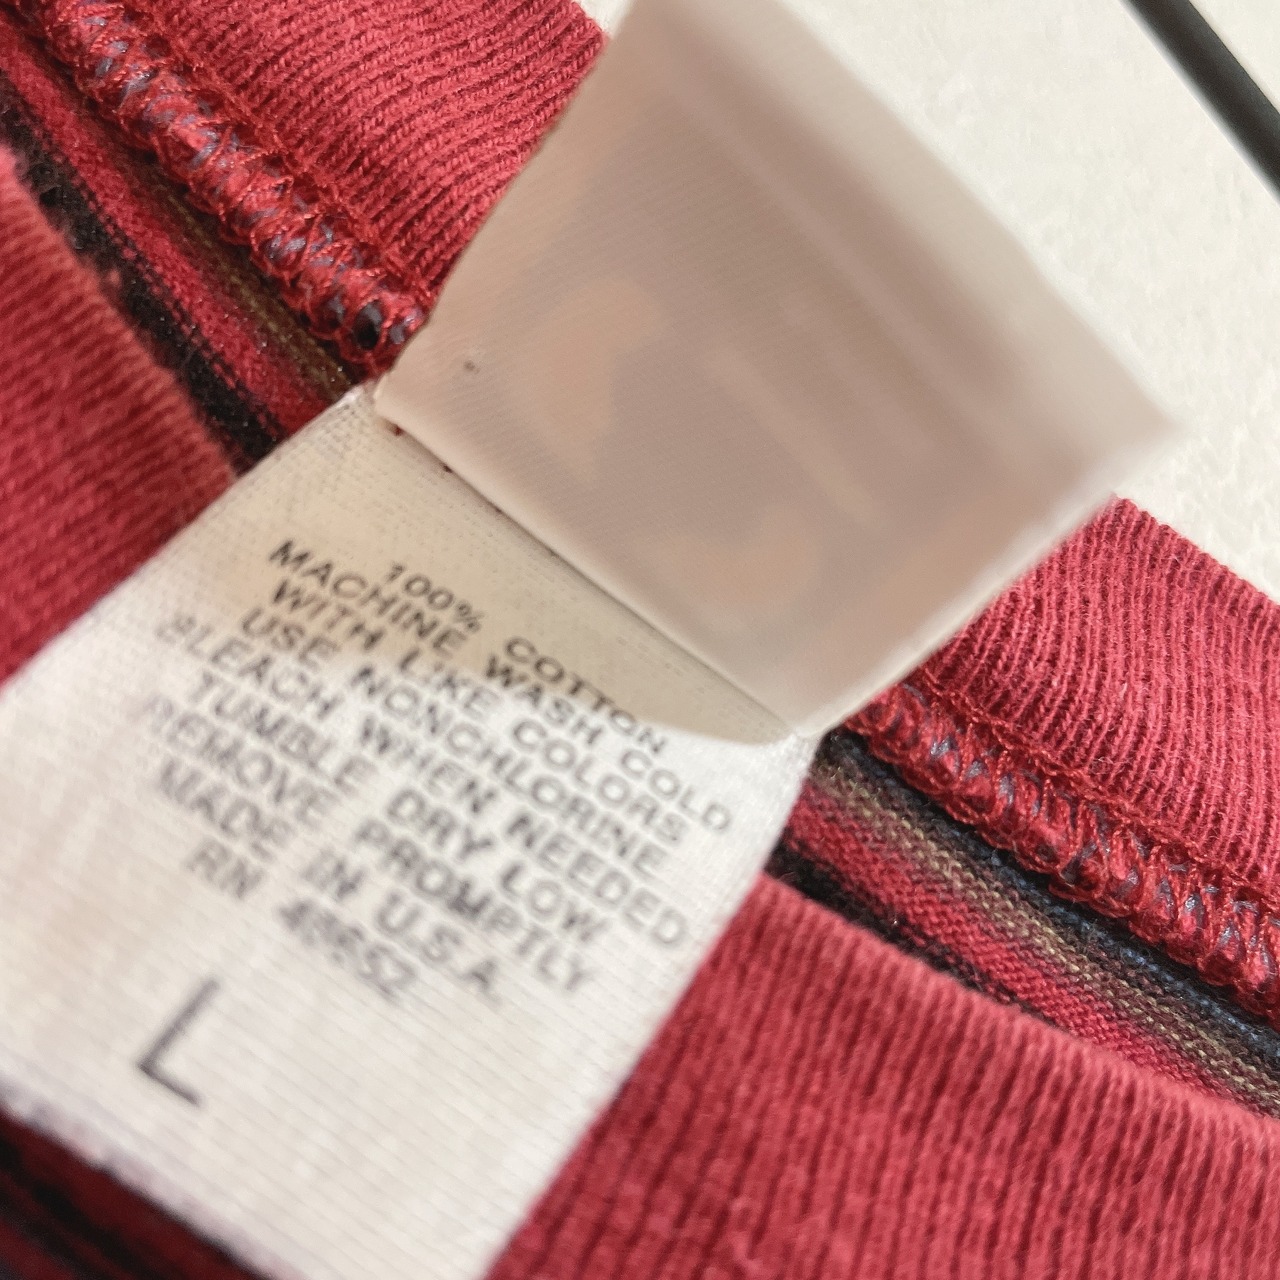 100% COTTON
MACHINE WASH COLD
WITH LIKE COLORS
USE NONCHLORINE
BLEACH WHEN NEEDED
TUMBLE DRY LOW
REMOVE PROMPTLY
MADE IN U.S.A.
RN
L